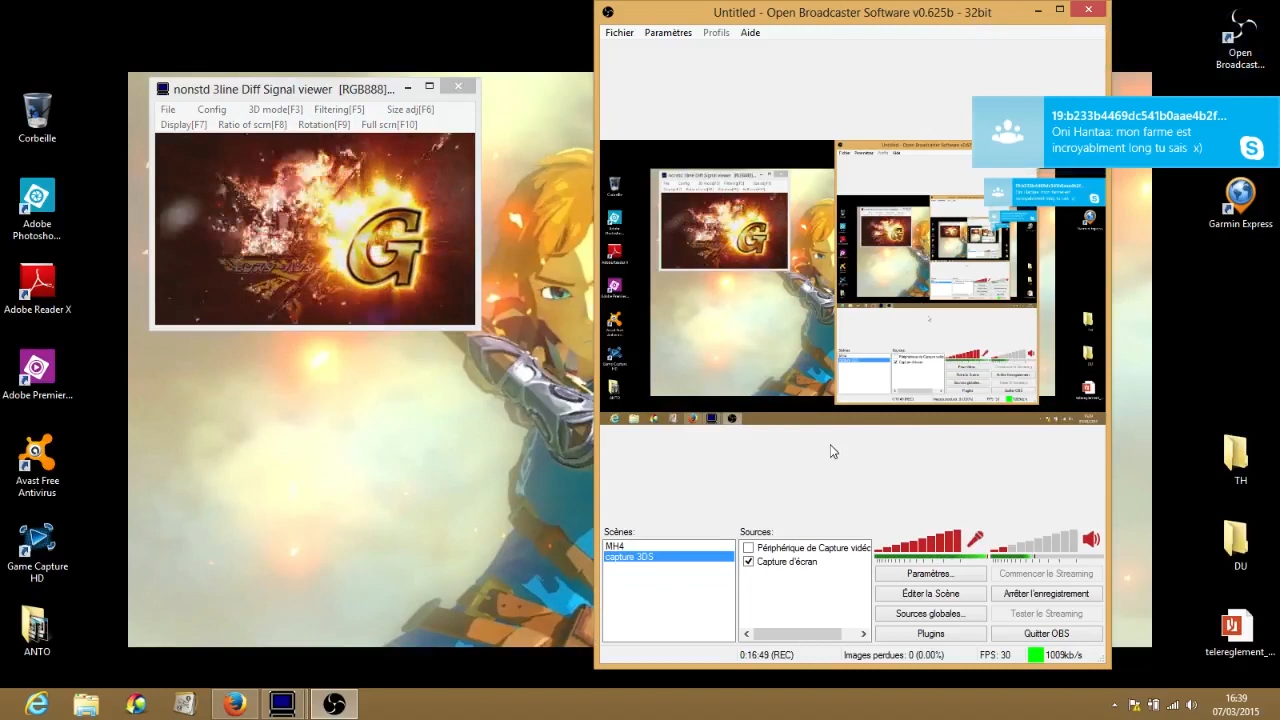 Corbeille
Adobe
Photosho...
Adobe Reader X
Adobe Premier...
Avast Free
Antivirus
Game Capture
HD
ANTO
nonstd 3line Diff Signal viewer [RGB888]...
File Config 3D mode[F3] Filtering[F5] Size adj[F6]
Display[F7] Ratio of scrn[F8] Rotation[F9] Full scrn[F10]
G
Untitled - Open Broadcaster Software v0.625b - 32bit
Fichier Paramètres Profils Aide
19:b233b4469dc541b0aae4b2f...
Oni Hantaa: mon farme est
incroyablment long tu sais x)
Scènes:
MH4
capture 3DS
Sources:
Périphérique de Capture vidéc
Capture d'écran
Paramètres...
Commencer le Streaming
Éditer la Scène
Arrêter l'enregistrement
Sources globales...
Tester le Streaming
Plugins
Quitter OBS
0:16:49 (REC)
Images perdues: 0 (0.00%)
FPS: 30
1009kb/s
Open
Broadcast...
Garmin Express
TH
DU
telereglement_...
16:39
07/03/2015